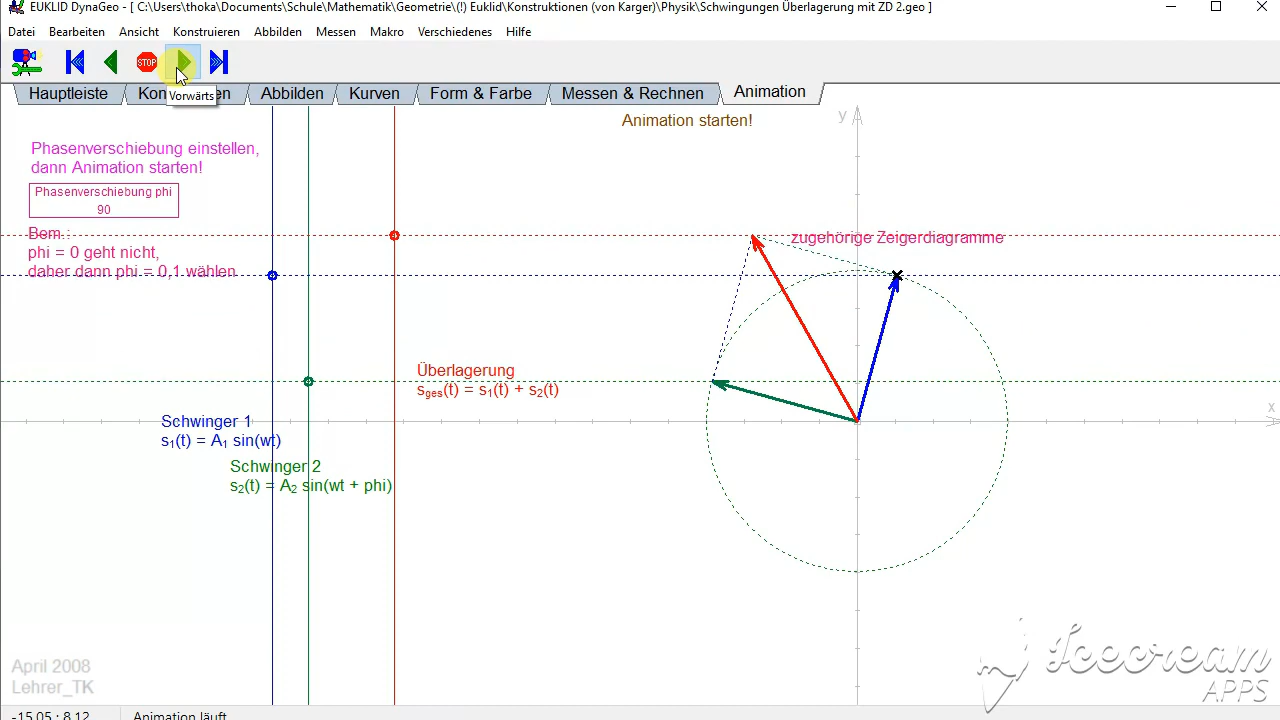 EUKLID DynaGeo - [ C:\Users\thoka\Documents\Schule\Mathematik\Geometrie\(!) Euklid\Konstruktionen (von Karger)\Physik\Schwingungen Überlagerung mit ZD 2.geo ]
Datei Bearbeiten Ansicht Konstruieren Abbilden Messen Makro Verschiedenes Hilfe
STOP
Hauptleiste Abbilden Kurven Form & Farbe Messen & Rechnen Animation
Vorwärts
Animation starten!
y
Phasenverschiebung einstellen,
dann Animation starten!
Phasenverschiebung phi
90
Bem.:
phi = 0 geht nicht,
daher dann phi = 0,1 wählen
zugehörige Zeigerdiagramme
Überlagerung
sges(t) = s1(t) + s2(t)
x
Schwinger 1
s1(t) = A1 sin(wt)
Schwinger 2
s2(t) = A2 sin(wt + phi)
April 2008
Lehrer_TK
Icecream
APPS
-15,05 ; 8,12 Animation läuft